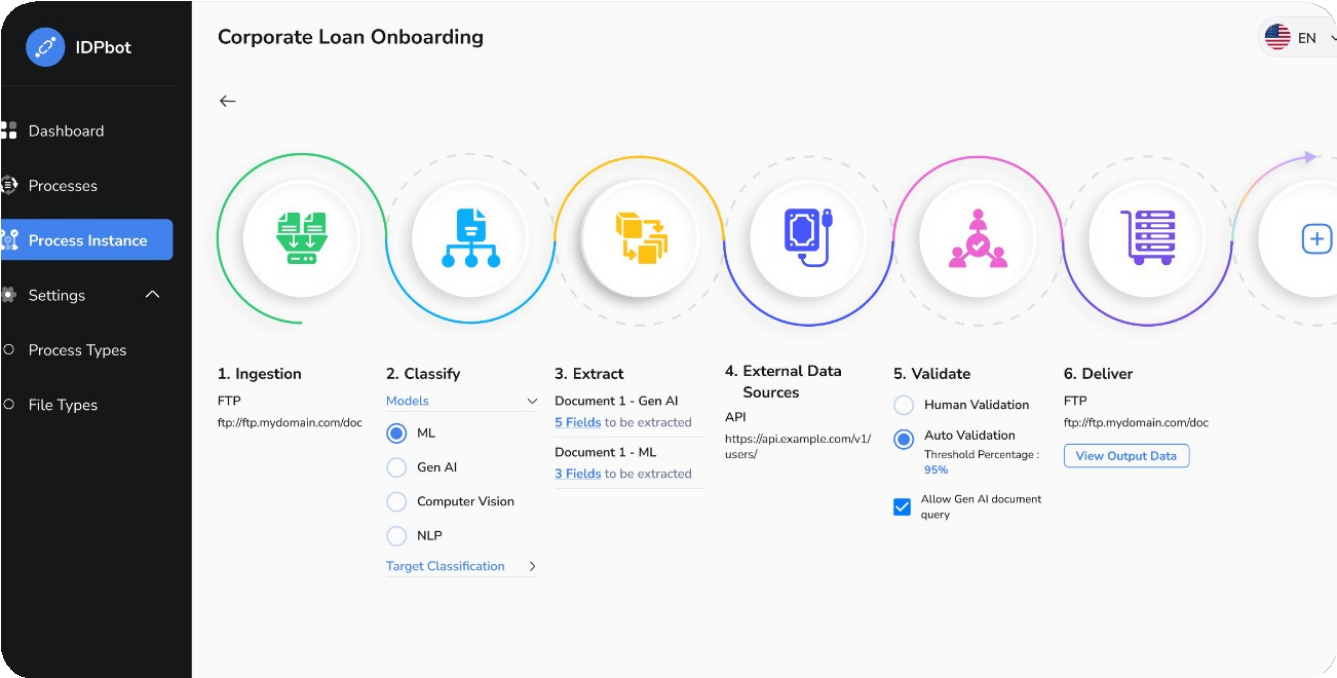 IDPbot
Dashboard
Processes
Process Instance
Settings
Process Types
File Types
Corporate Loan Onboarding
EN
1. Ingestion
FTP
ftp://ftp.mydomain.com/doc
2. Classify
Models
ML
Gen AI
Computer Vision
NLP
Target Classification
3. Extract
Document 1 - Gen AI
5 Fields to be extracted
Document 1 - ML
3 Fields to be extracted
4. External Data
Sources
API
https://api.example.com/v1/
users/
5. Validate
Human Validation
Auto Validation
Threshold Percentage :
95%
Allow Gen AI document
query
6. Deliver
FTP
ftp://ftp.mydomain.com/doc
View Output Data